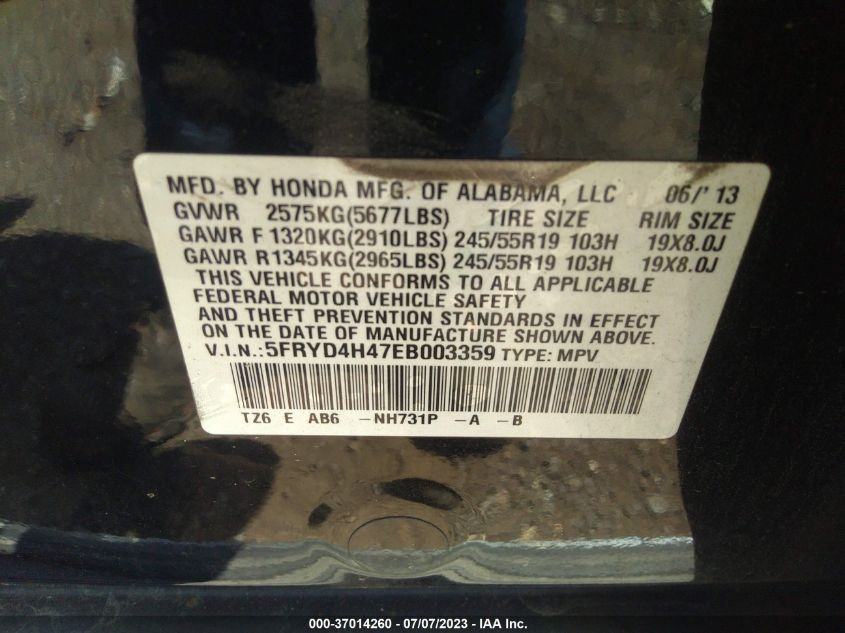 MFD. BY HONDA MFG. OF ALABAMA, LLC 06/' 13
GVWR 2575KG(5677LBS) TIRE SIZE RIM SIZE
GAWR F 1320KG(2910LBS) 245/55R19 103H 19X8.0J
GAWR R1345KG(2965LBS) 245/55R19 103H 19X8.0J
THIS VEHICLE CONFORMS TO ALL APPLICABLE
FEDERAL MOTOR VEHICLE SAFETY
AND THEFT PREVENTION STANDARDS IN EFFECT
ON THE DATE OF MANUFACTURE SHOWN ABOVE.
V.I.N.:5FRYD4H47EB003359 TYPE: MPV
TZ6 E AB6 -NH731P -A -B
000-37014260 - 07/07/2023 - IAA Inc.